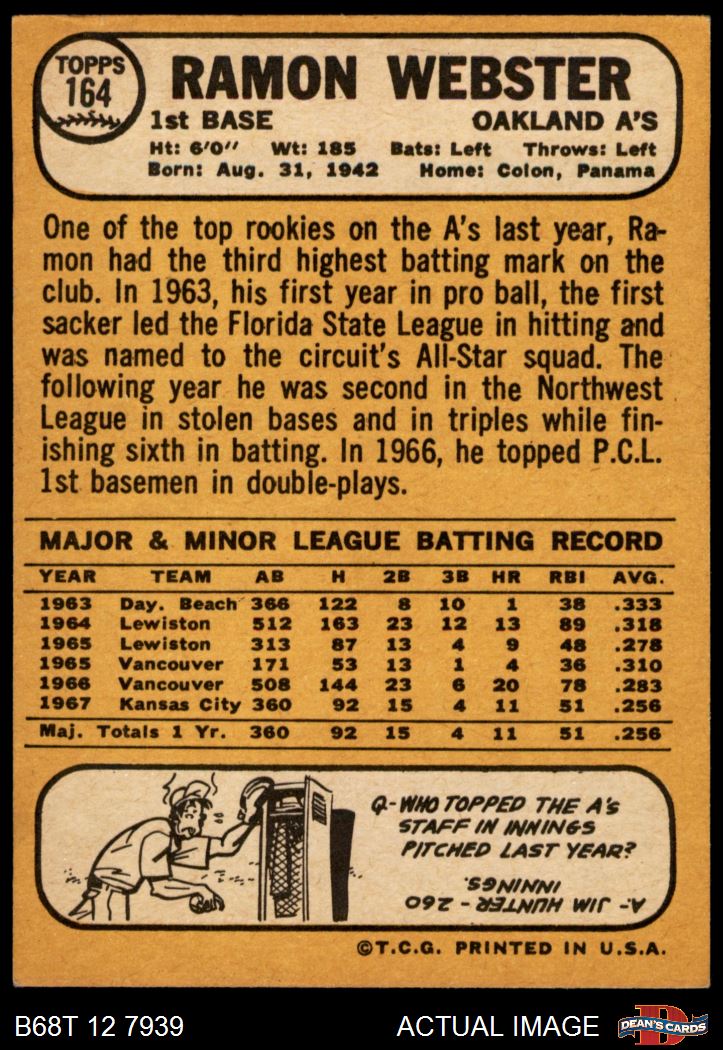 TOPPS
164
RAMON WEBSTER
1st BASE OAKLAND A'S
Ht: 6'0" Wt: 185 Bats: Left Throws: Left
Born: Aug. 31, 1942 Home: Colon, Panama
One of the top rookies on the A's last year, Ra-
mon had the third highest batting mark on the
club. In 1963, his first year in pro ball, the first
sacker led the Florida State League in hitting and
was named to the circuit's All-Star squad. The
following year he was second in the Northwest
League in stolen bases and in triples while fin-
ishing sixth in batting. In 1966, he topped P.C.L.
1st basemen in double-plays.
MAJOR & MINOR LEAGUE BATTING RECORD
YEAR TEAM AB H 2B 3B HR RBI AVG.
1963 Day. Beach 366 122 8 10 1 38 .333
1964 Lewiston 512 163 23 12 13 89 .318
1965 Lewiston 313 87 13 4 9 48 .278
1965 Vancouver 171 53 13 1 4 36 .310
1966 Vancouver 508 144 23 6 20 78 .283
1967 Kansas City 360 92 15 4 11 51 .256
Maj. Totals 1 Yr. 360 92 15 4 11 51 .256
Q-WHO TOPPED THE A's
STAFF IN INNINGS
PITCHED LAST YEAR?
A- JIM HUNTER - 260
INNINGS.
©T.C.G. PRINTED IN U.S.A.
B68T 12 7939 ACTUAL IMAGE
D
DEAN'S CARDS